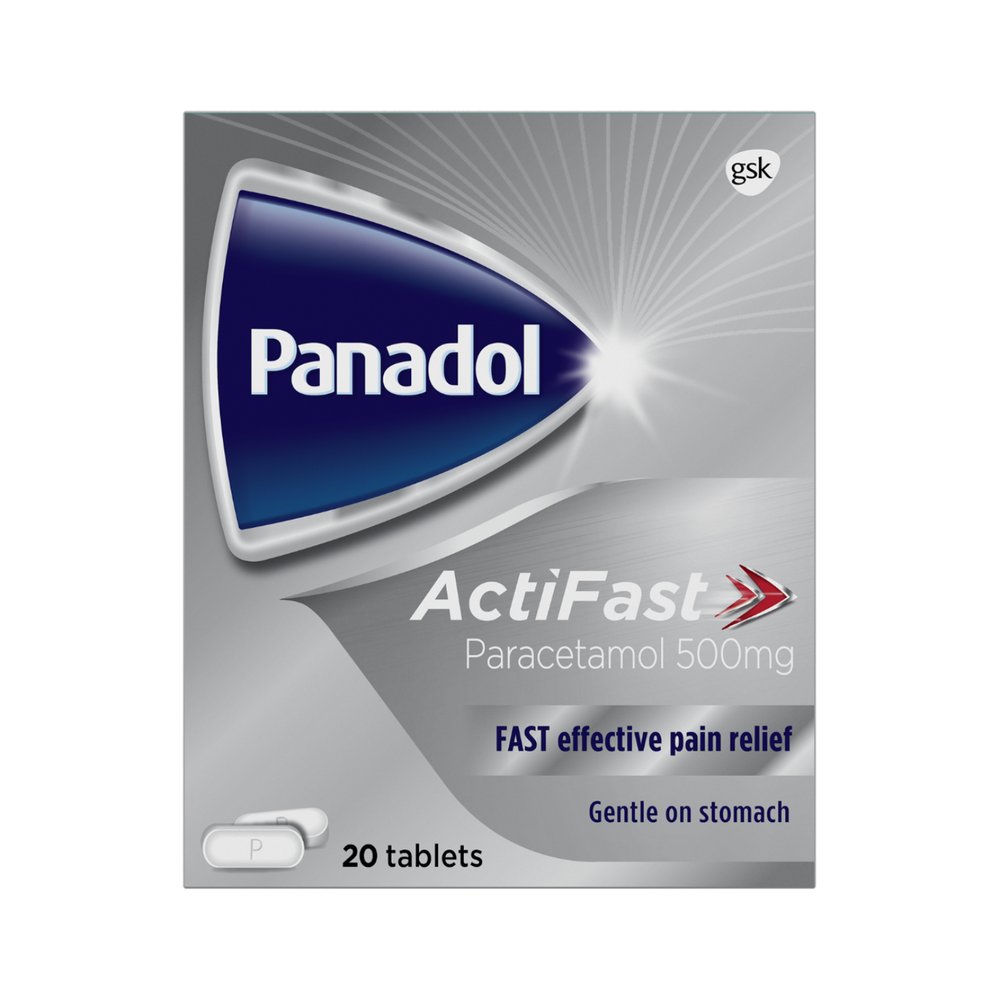 gsk
Panadol
ActiFast
Paracetamol 500mg
FAST effective pain relief
Gentle on stomach
P
P
20 tablets